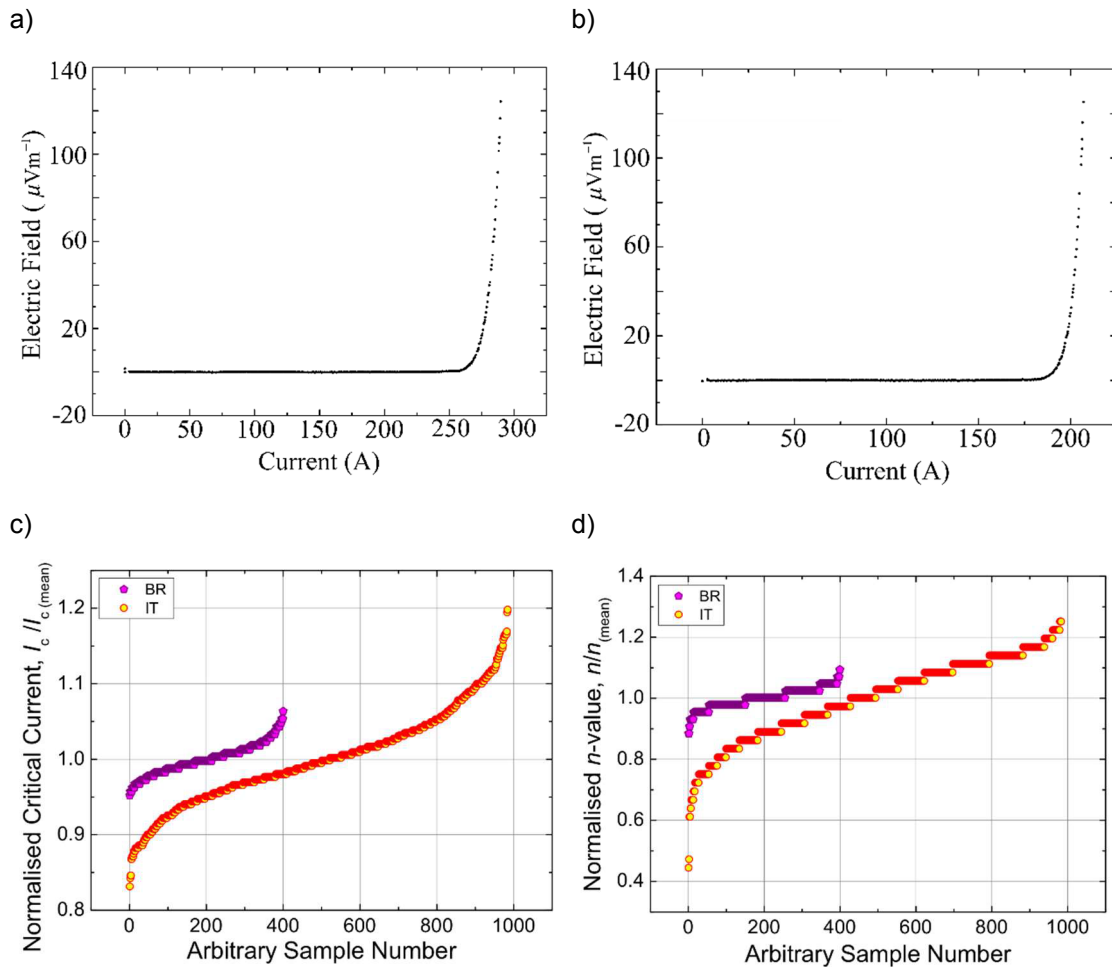 a)
140
100
60
20
-20
Electric Field ( μVm⁻¹)
0 50 100 150 200 250 300
Current (A)
b)
140
100
60
20
-20
Electric Field ( μVm⁻¹)
0 50 100 150 200
Current (A)
c)
BR
IT
1.2
1.1
1.0
0.9
0.8
Normalised Critical Current, Ic /Ic (mean)
0 200 400 600 800 1000
Arbitrary Sample Number
d)
BR
IT
1.4
1.2
1.0
0.8
0.6
0.4
Normalised n-value, n/n(mean)
0 200 400 600 800 1000
Arbitrary Sample Number